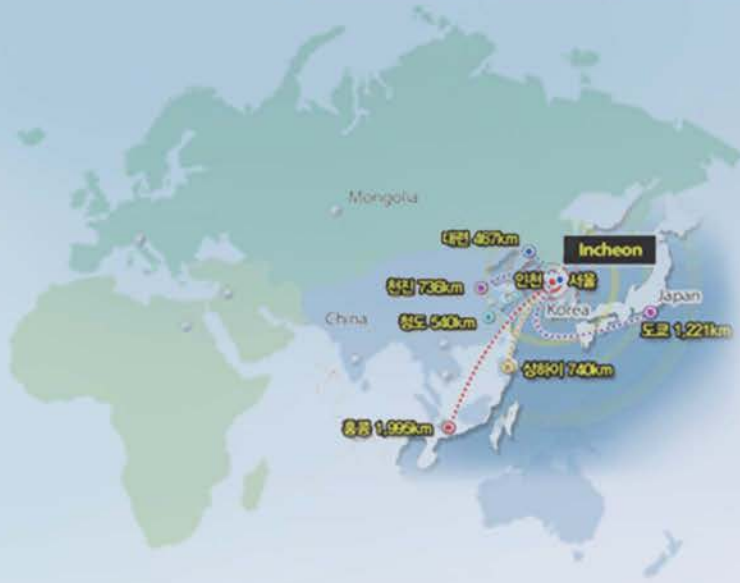 Mongolia
대련 467km
Incheon
천진 736km
인천
서울
Korea
Japan
China
청도 540km
도쿄 1,221km
상하이 740km
홍콩 1,995km